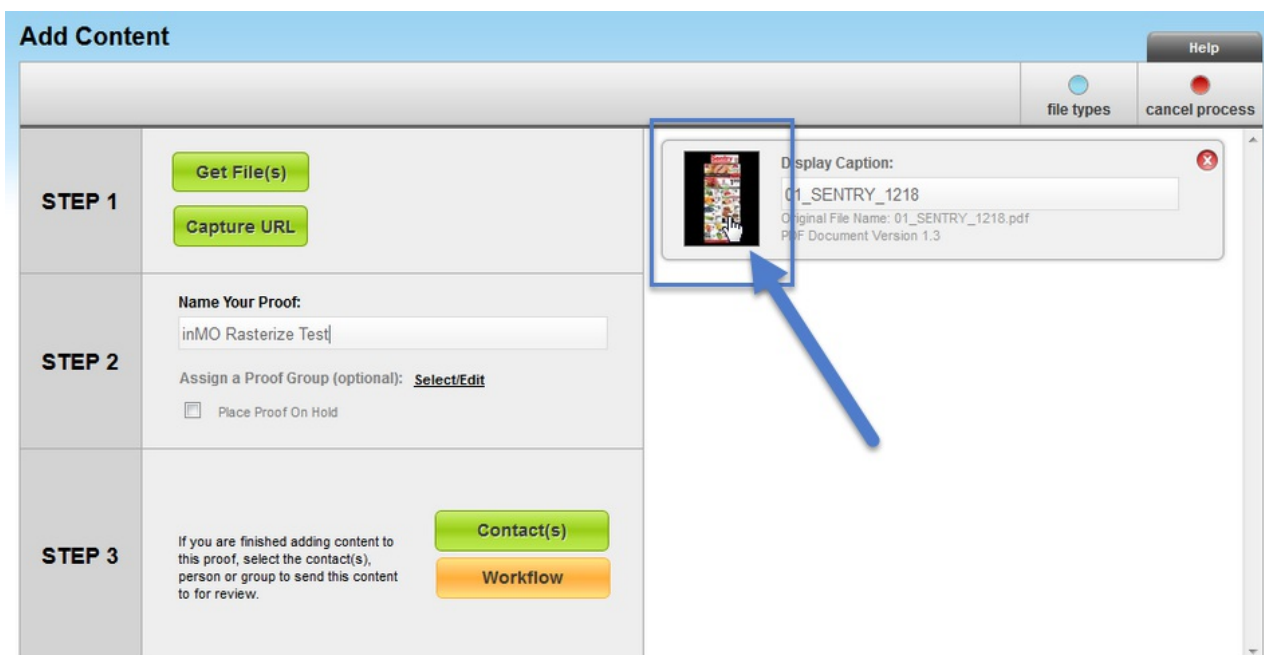 Add Content
Help
file types
cancel process
STEP 1
Get File(s)
Capture URL
Display Caption:
01_SENTRY_1218
Original File Name: 01_SENTRY_1218.pdf
PDF Document Version 1.3
STEP 2
Name Your Proof:
inMO Rasterize Test
Assign a Proof Group (optional): Select/Edit
Place Proof On Hold
STEP 3
If you are finished adding content to
this proof, select the contact(s),
person or group to send this content
to for review.
Contact(s)
Workflow